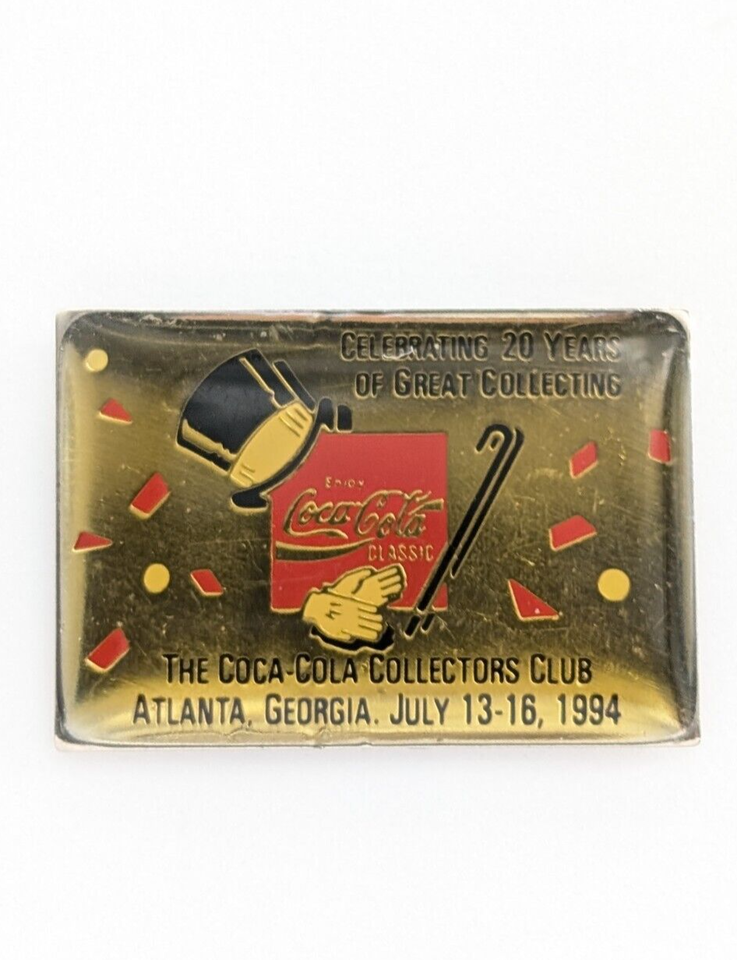 CELEBRATING 20 YEARS
OF GREAT COLLECTING
ENJOY
Coca-Cola
CLASSIC
THE COCA-COLA COLLECTORS CLUB
ATLANTA, GEORGIA. JULY 13-16, 1994